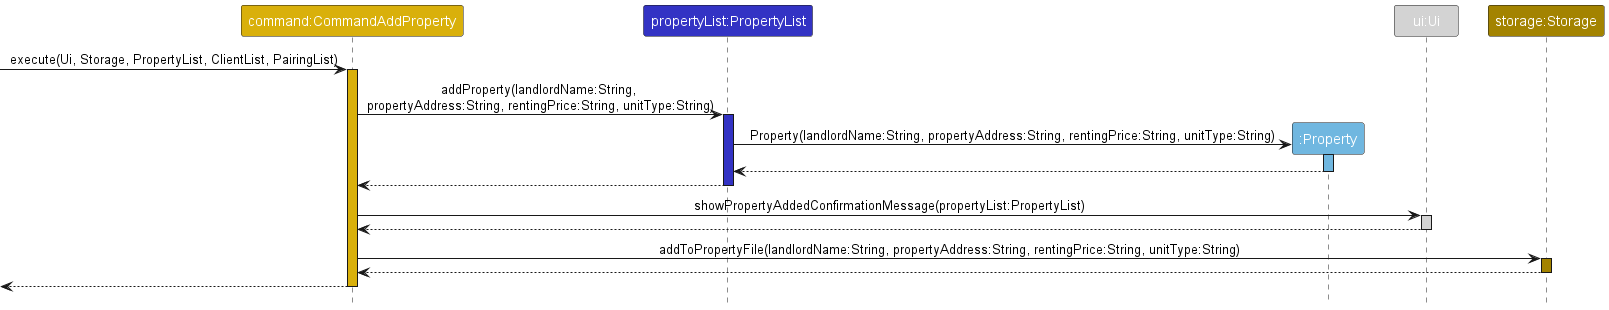 command:CommandAddProperty
propertyList:PropertyList
ui:Ui
storage:Storage
execute(Ui, Storage, PropertyList, ClientList, PairingList)
addProperty(landlordName:String,
propertyAddress:String, rentingPrice:String, unitType:String)
Property(landlordName:String, propertyAddress:String, rentingPrice:String, unitType:String)
:Property
showPropertyAddedConfirmationMessage(propertyList:PropertyList)
addToPropertyFile(landlordName:String, propertyAddress:String, rentingPrice:String, unitType:String)